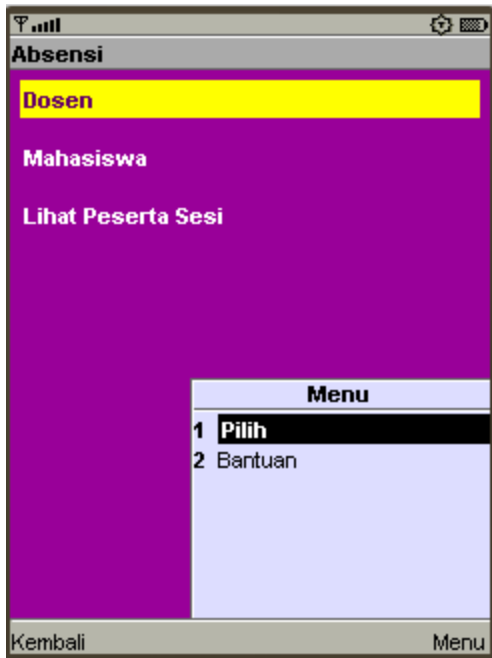 Absensi
Dosen
Mahasiswa
Lihat Peserta Sesi
Menu
1 Pilih
2 Bantuan
Kembali
Menu